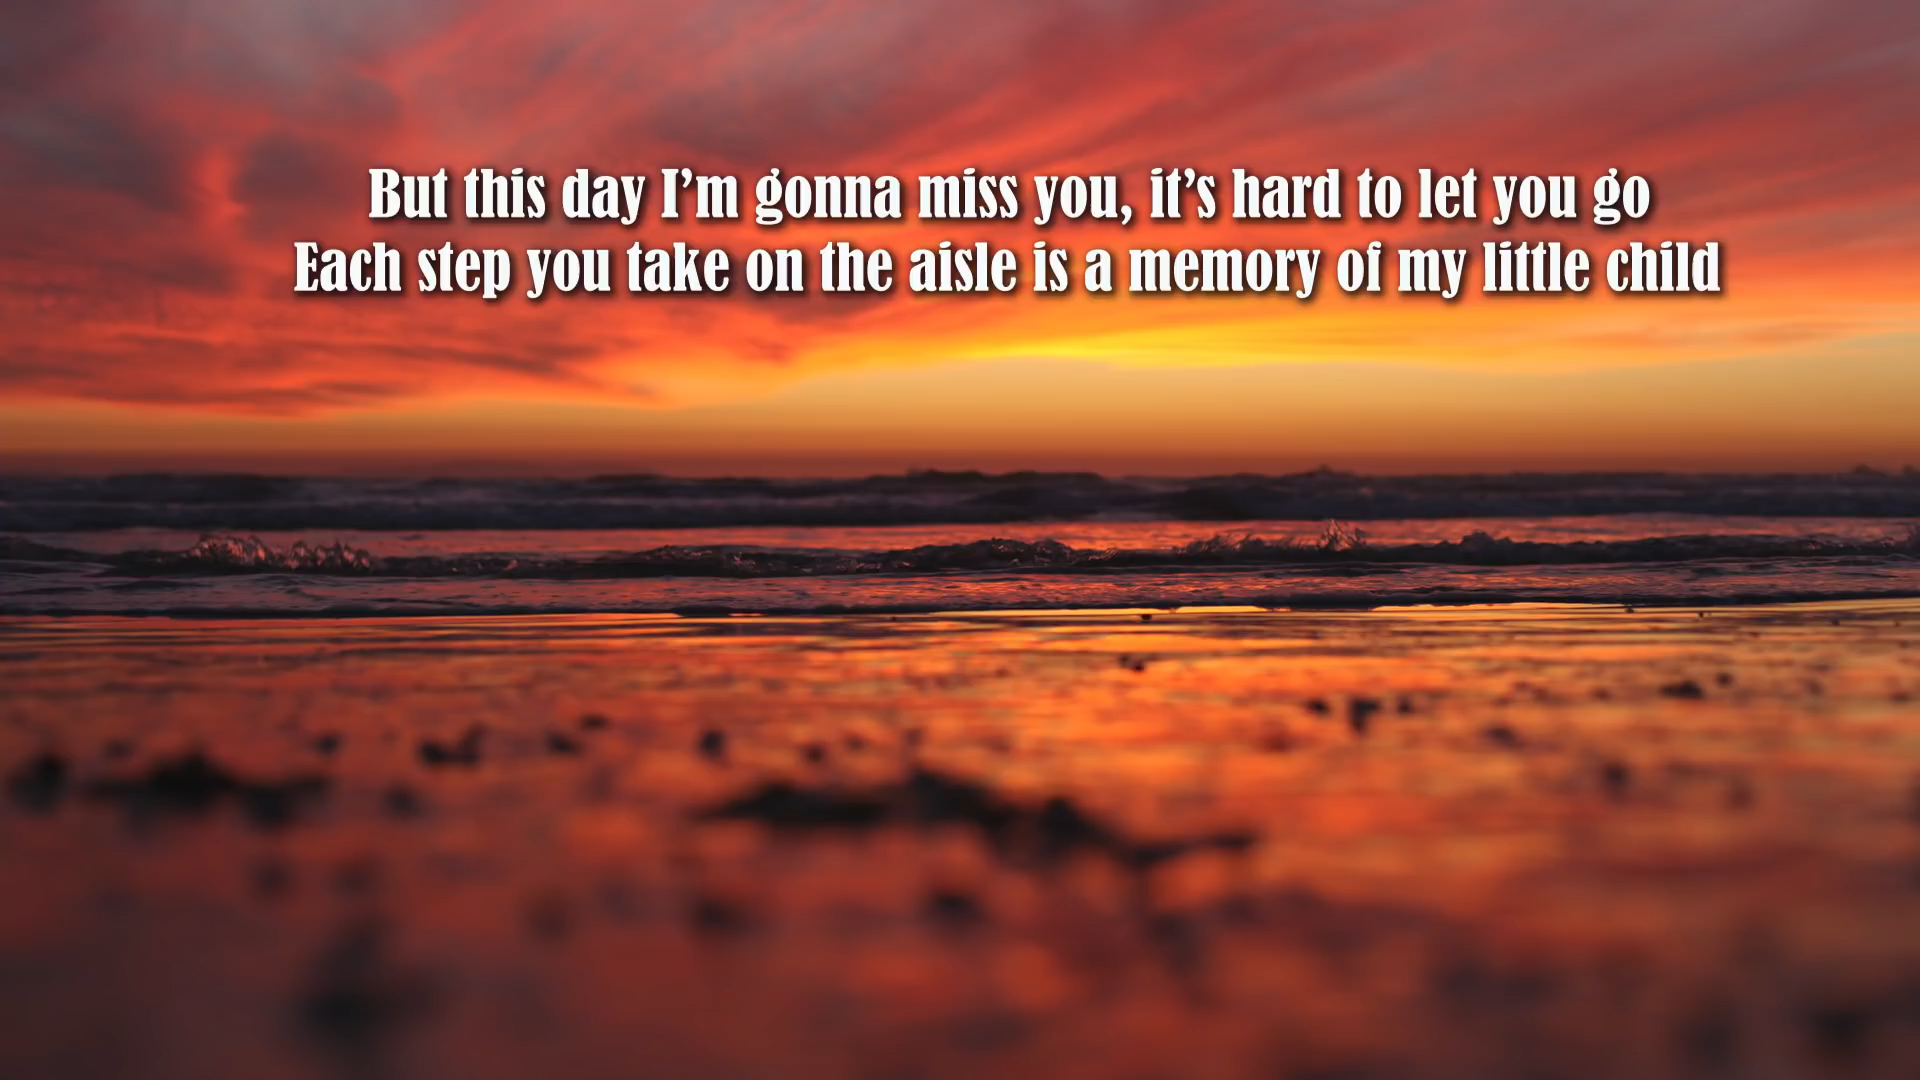 But this day I’m gonna miss you, it’s hard to let you go
Each step you take on the aisle is a memory of my little child